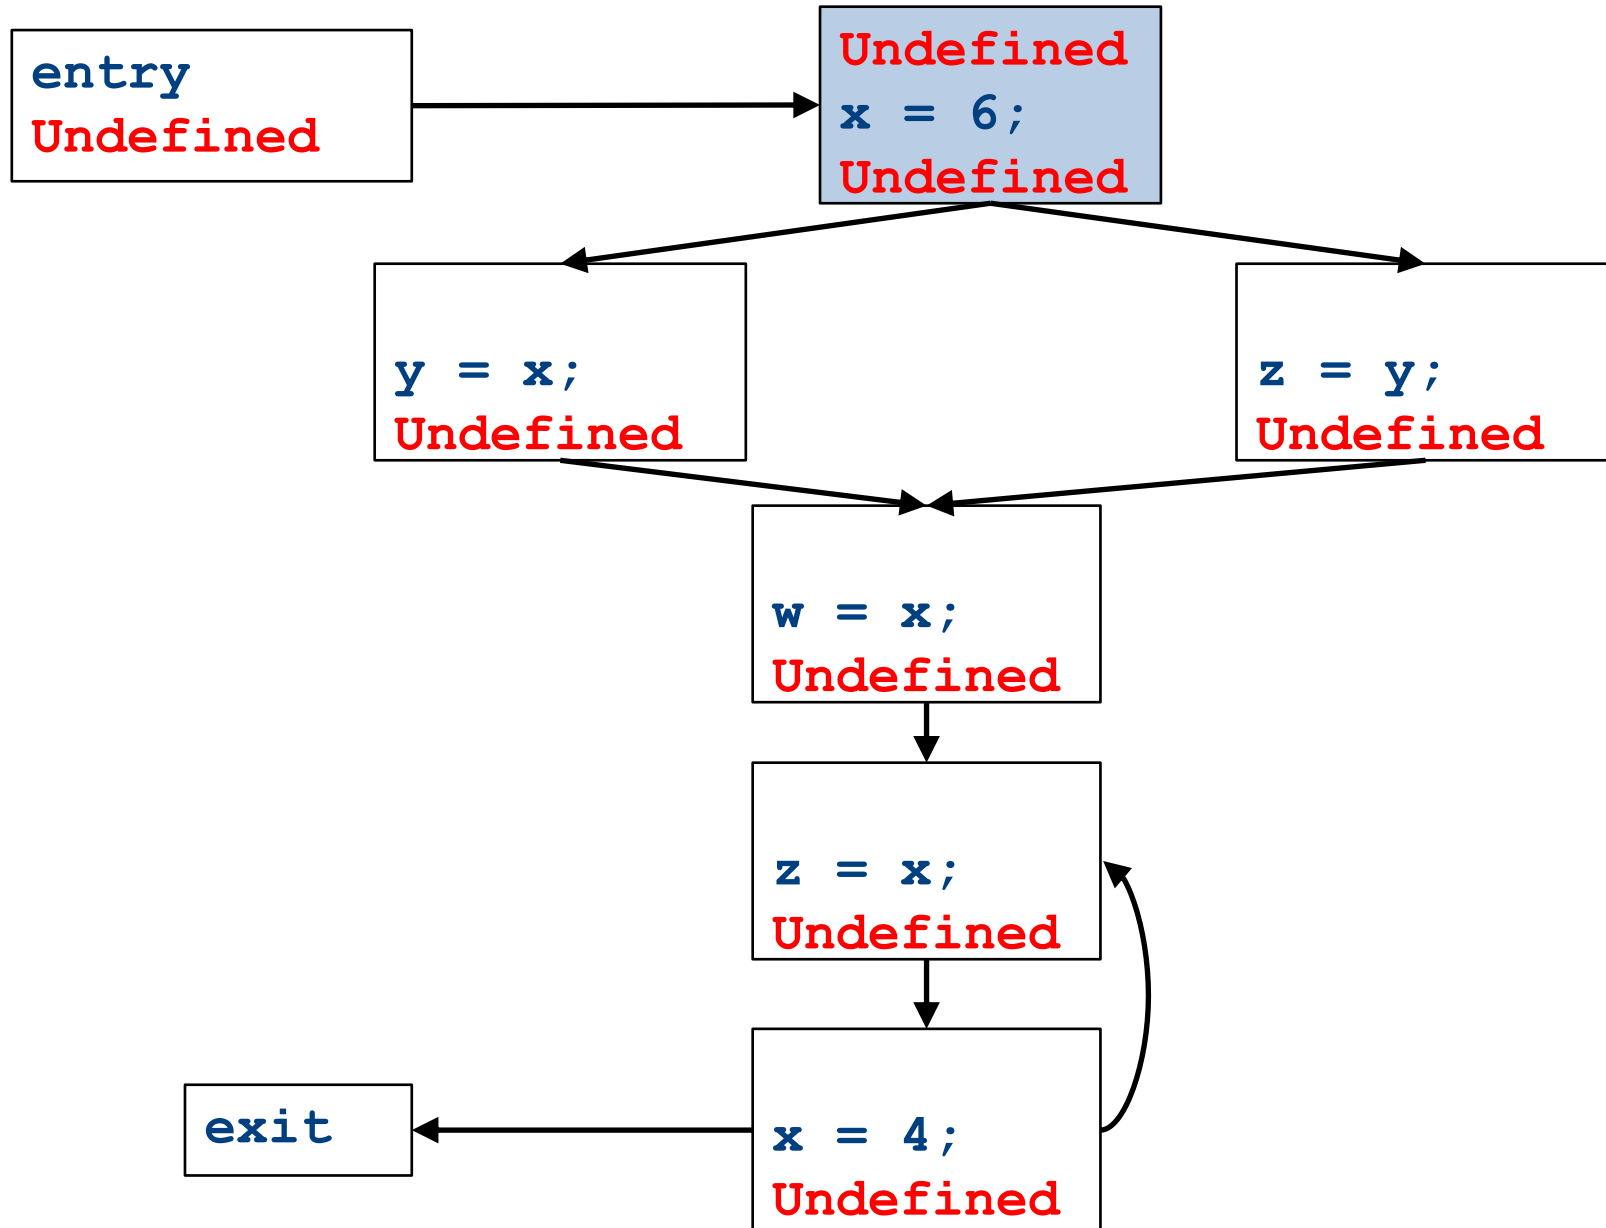 entry
Undefined
Undefined
x = 6;
Undefined
y = x;
Undefined
z = y;
Undefined
w = x;
Undefined
z = x;
Undefined
exit
x = 4;
Undefined